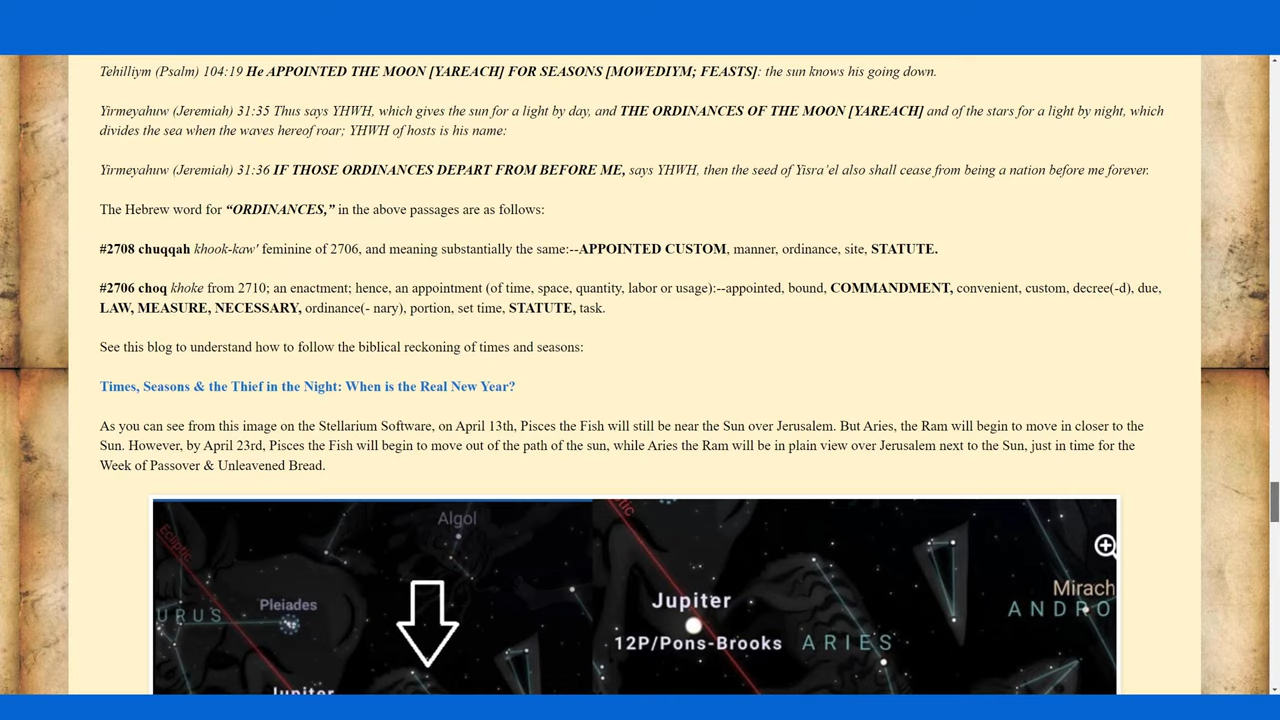 Tehilliym (Psalm) 104:19 He APPOINTED THE MOON [YAREACH] FOR SEASONS [MOWEDIYM; FEASTS]: the sun knows his going down.
Yirmeyahuw (Jeremiah) 31:35 Thus says YHWH, which gives the sun for a light by day, and THE ORDINANCES OF THE MOON [YAREACH] and of the stars for a light by night, which
divides the sea when the waves hereof roar; YHWH of hosts is his name:
Yirmeyahuw (Jeremiah) 31:36 IF THOSE ORDINANCES DEPART FROM BEFORE ME, says YHWH, then the seed of Yisra’el also shall cease from being a nation before me forever.
The Hebrew word for “ORDINANCES,” in the above passages are as follows:
#2708 chuqqah khook-kaw' feminine of 2706, and meaning substantially the same:--APPOINTED CUSTOM, manner, ordinance, site, STATUTE.
#2706 choq khoke from 2710; an enactment; hence, an appointment (of time, space, quantity, labor or usage):--appointed, bound, COMMANDMENT, convenient, custom, decree(-d), due,
LAW, MEASURE, NECESSARY, ordinance(- nary), portion, set time, STATUTE, task.
See this blog to understand how to follow the biblical reckoning of times and seasons:
Times, Seasons & the Thief in the Night: When is the Real New Year?
As you can see from this image on the Stellarium Software, on April 13th, Pisces the Fish will still be near the Sun over Jerusalem. But Aries, the Ram will begin to move in closer to the
Sun. However, by April 23rd, Pisces the Fish will begin to move out of the path of the sun, while Aries the Ram will be in plain view over Jerusalem next to the Sun, just in time for the
Week of Passover & Unleavened Bread.
Algol
Ecliptic
tic
Pleiades
URUS
Jupiter
Jupiter
12P/Pons-Brooks
ARIES
Mirach
ANDRO